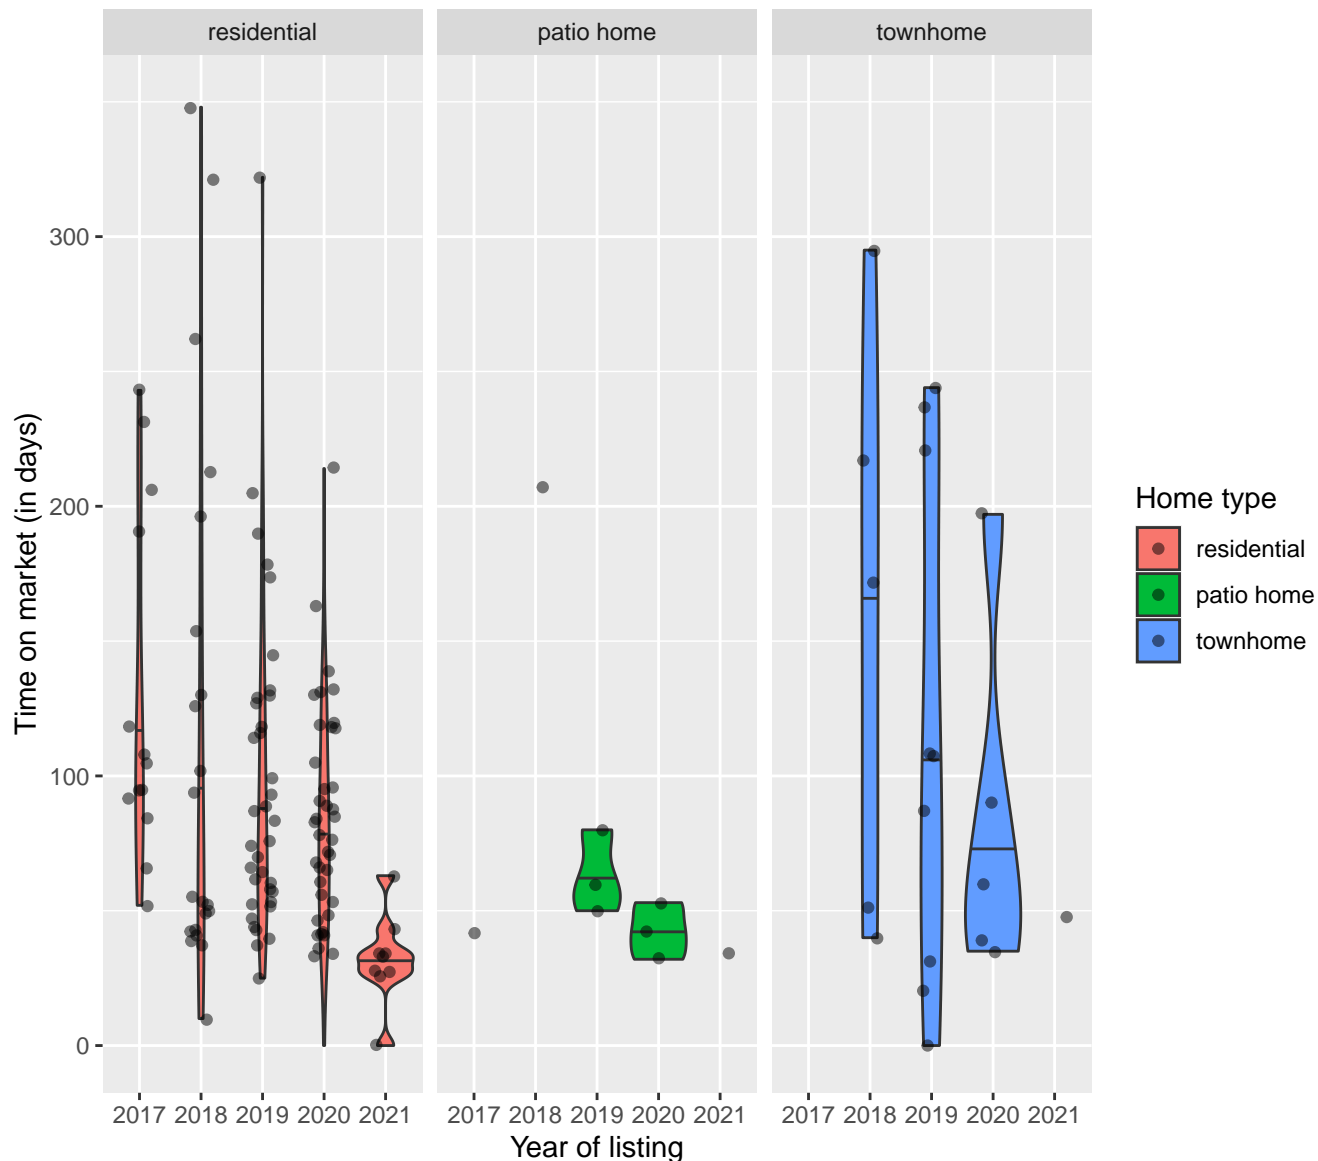 residential
patio home
townhome
Time on market (in days)
300
200
100
0
2017 2018 2019 2020 2021
2017 2018 2019 2020 2021
2017 2018 2019 2020 2021
Year of listing
Home type
residential
patio home
townhome